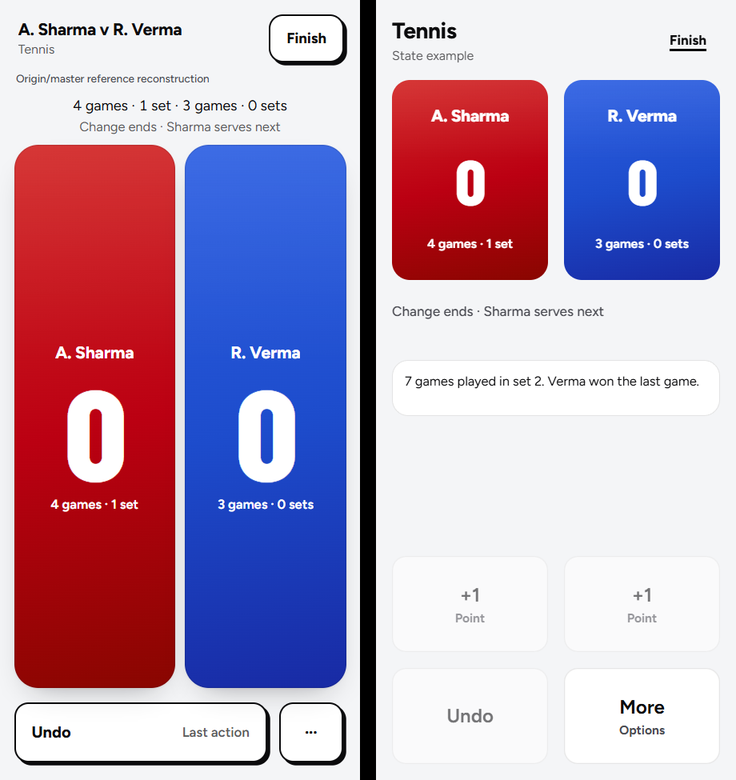 A. Sharma v R. Verma
Tennis
Finish
Origin/master reference reconstruction
4 games · 1 set · 3 games · 0 sets
Change ends · Sharma serves next
A. Sharma
0
4 games · 1 set
R. Verma
0
3 games · 0 sets
Undo
Last action
...
Tennis
State example
Finish
A. Sharma
0
4 games · 1 set
R. Verma
0
3 games · 0 sets
Change ends · Sharma serves next
7 games played in set 2. Verma won the last game.
+1
Point
+1
Point
Undo
More
Options